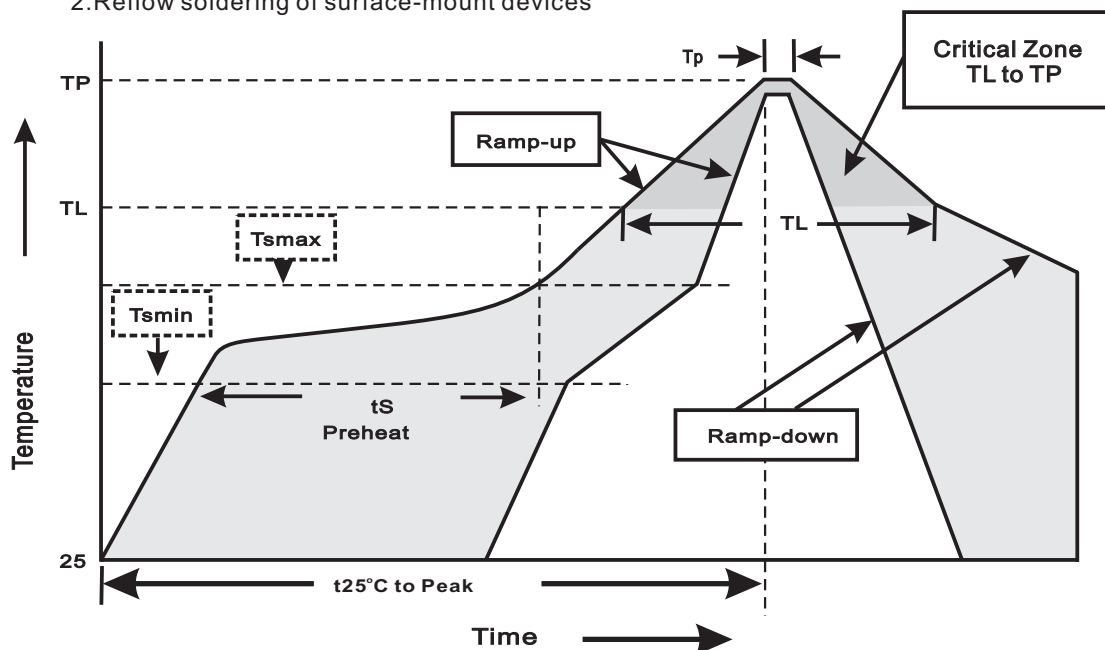 2.Reflow soldering of surface-mount devices
Tp
Critical Zone
TL to TP
TP
Ramp-up
TL
TL
Tsmax
Tsmin
Temperature
tS
Preheat
Ramp-down
25
t25°C to Peak
Time